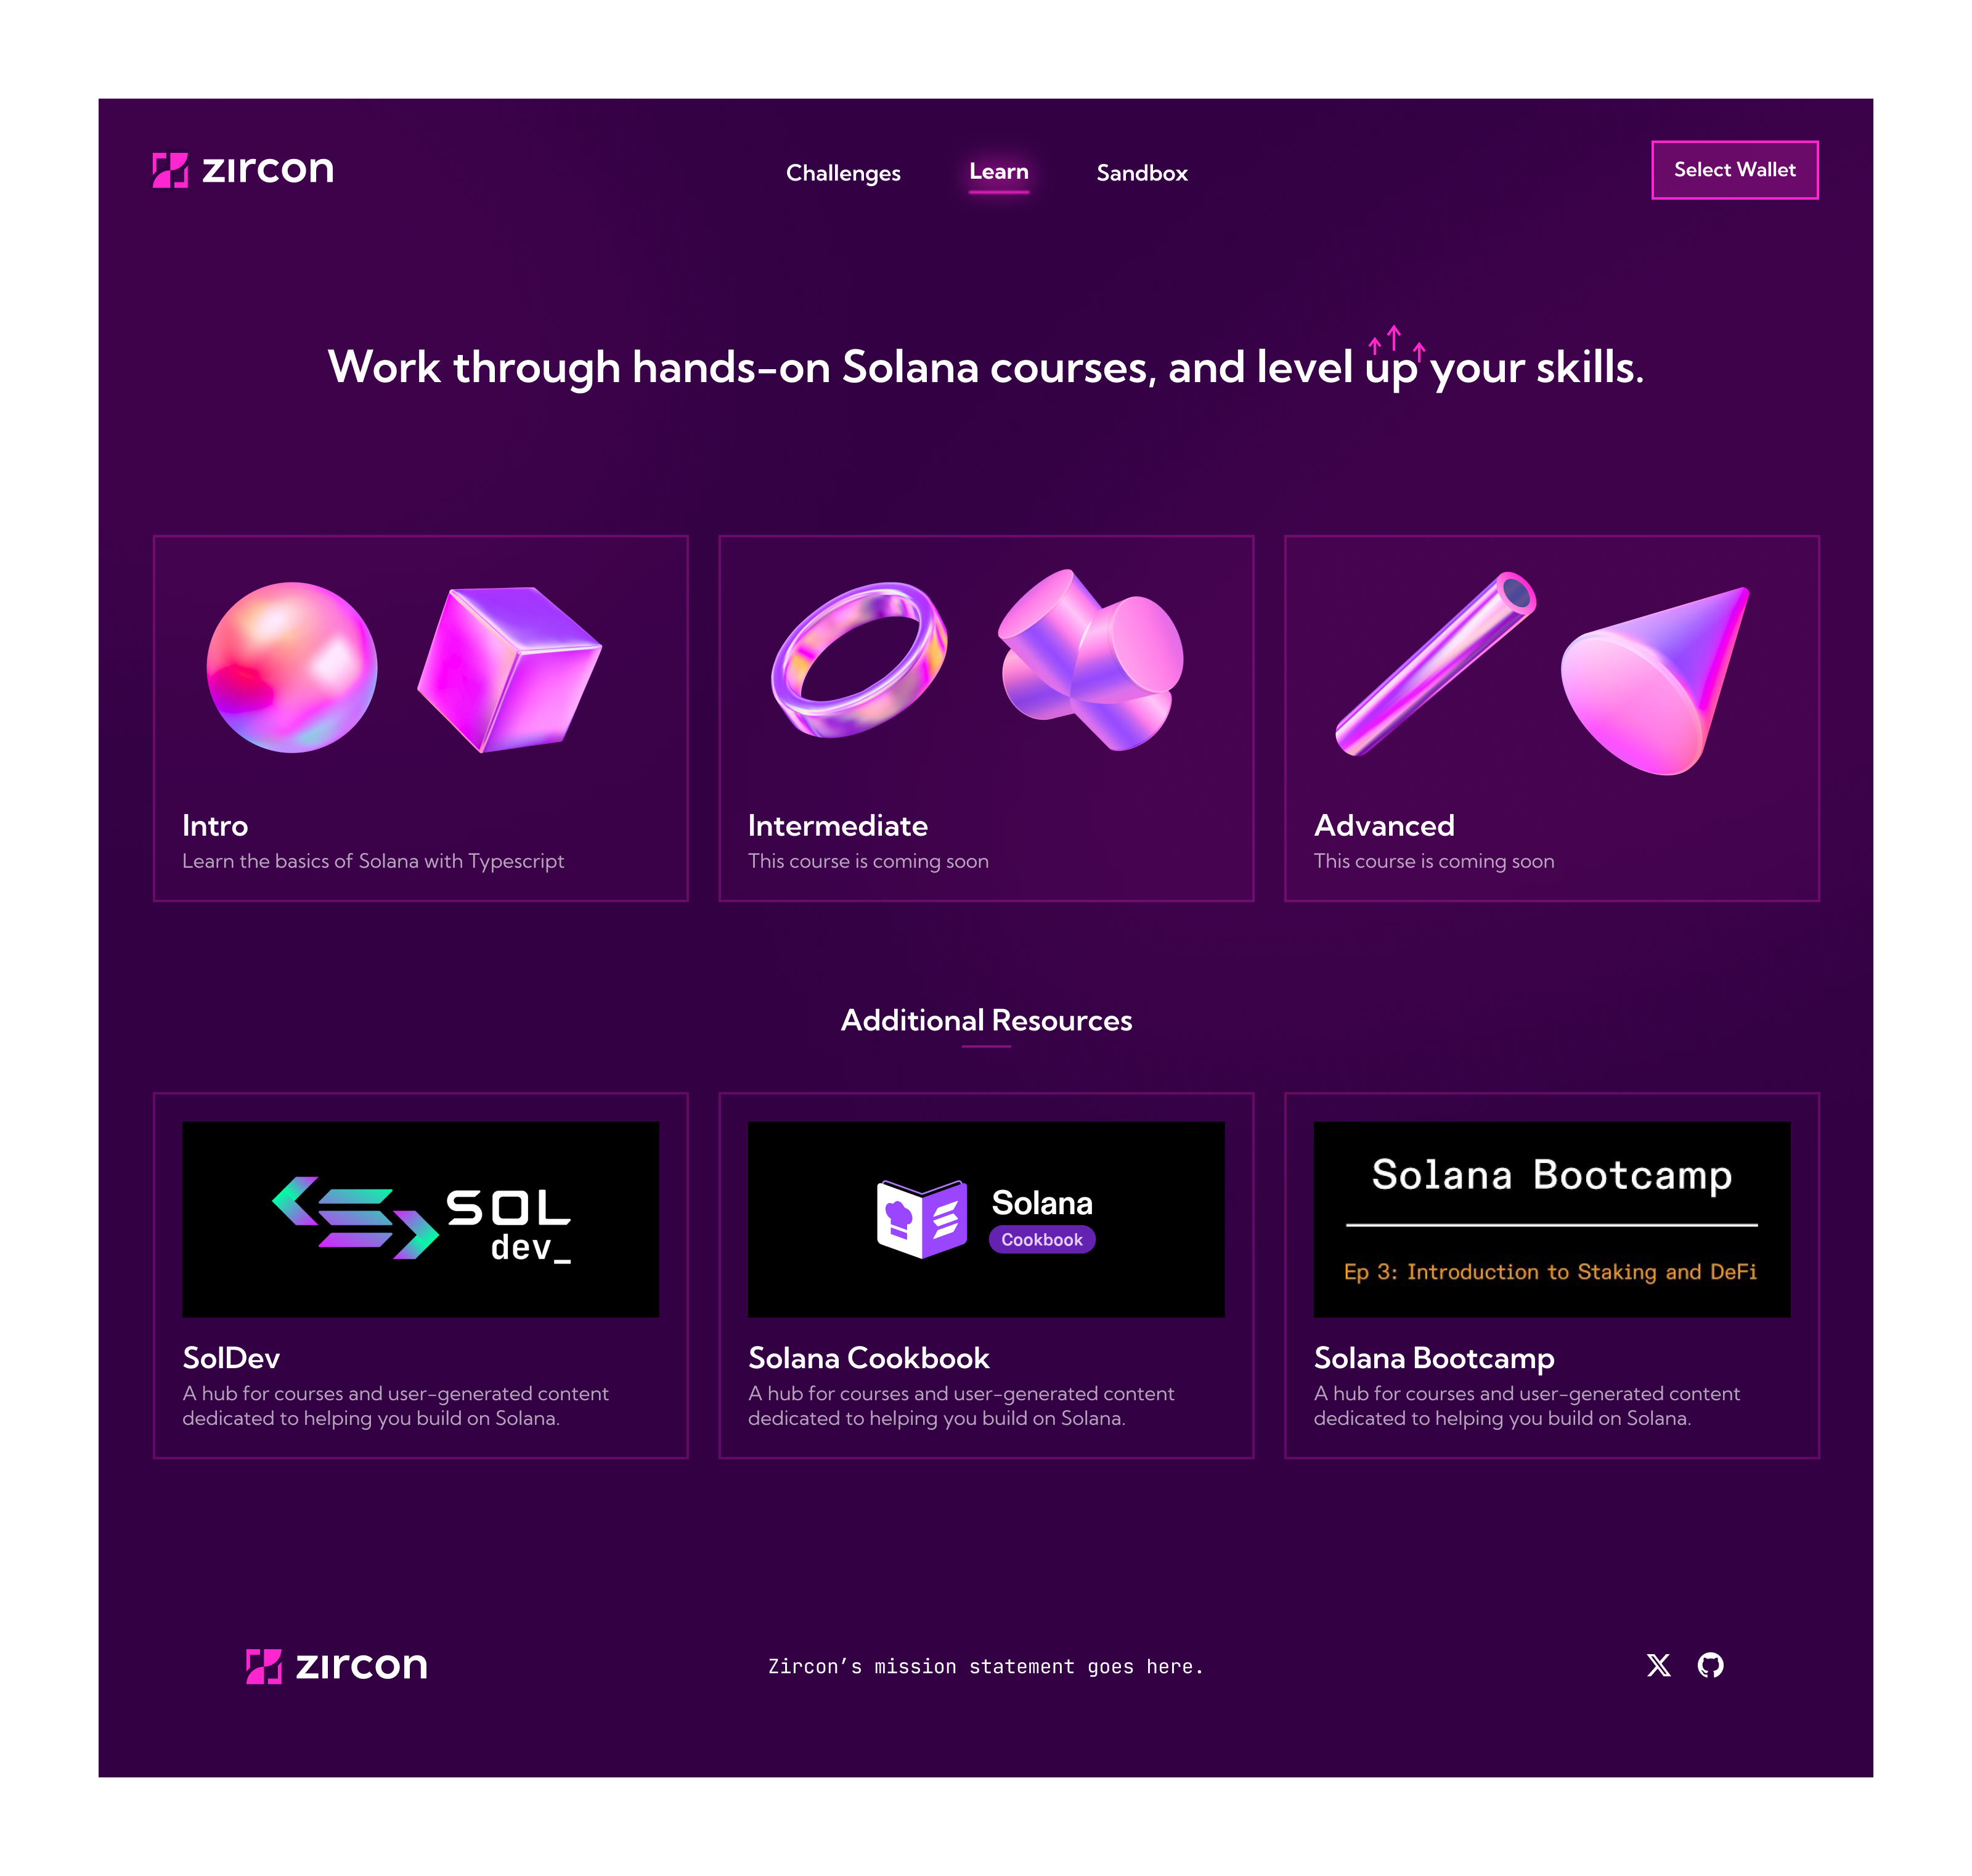 zircon
Challenges
Learn
Sandbox
Select Wallet
Work through hands-on Solana courses, and level up your skills.
Intro
Learn the basics of Solana with Typescript
Intermediate
This course is coming soon
Advanced
This course is coming soon
Additional Resources
SOL
dev_
SolDev
A hub for courses and user-generated content
dedicated to helping you build on Solana.
Solana
Cookbook
Solana Cookbook
A hub for courses and user-generated content
dedicated to helping you build on Solana.
Solana Bootcamp
Ep 3: Introduction to Staking and DeFi
Solana Bootcamp
A hub for courses and user-generated content
dedicated to helping you build on Solana.
zircon
Zircon’s mission statement goes here.